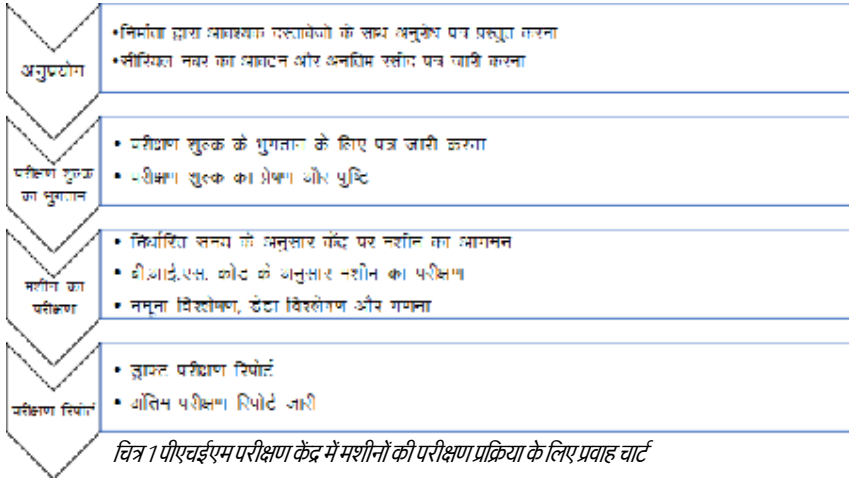 अनुप्रयोग
•निर्माता द्वारा आवश्यक दस्तावेजों के साथ अनुरोध पत्र प्रस्तुत करना
•सीरियल नंबर का आवंटन और अनंतिम रसीद पत्र जारी करना
परीक्षण शुल्क
का भुगतान
• परीक्षण शुल्क के भुगतान के लिए पत्र जारी करना
• परीक्षण शुल्क का प्रेषण और पुष्टि
मशीन का
परीक्षण
• निर्धारित समय के अनुसार केंद्र पर मशीन का आगमन
• बी.आई.एस. कोड के अनुसार मशीन का परीक्षण
• नमूना विश्लेषण, डेटा विश्लेषण और गणना
परीक्षण रिपोर्ट
• ड्राफ्ट परीक्षण रिपोर्ट
• अंतिम परीक्षण रिपोर्ट जारी
चित्र 1 पीएचईएम परीक्षण केंद्र में मशीनों की परीक्षण प्रक्रिया के लिए प्रवाह चार्ट